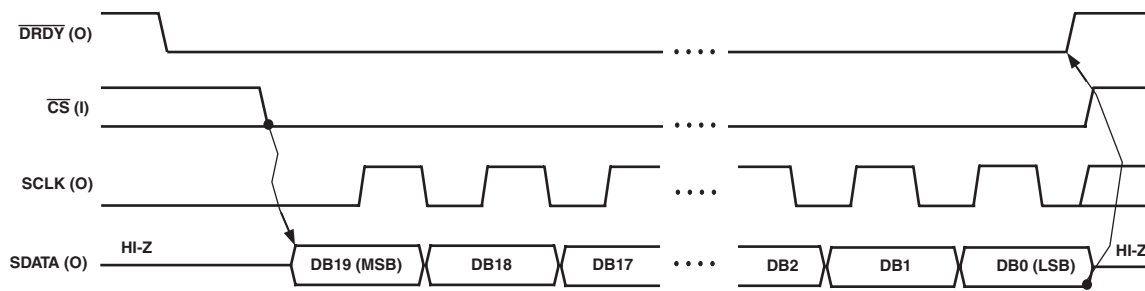 DRDY (O)
CS (I)
SCLK (O)
SDATA (O) HI-Z DB19 (MSB) DB18 DB17 DB2 DB1 DB0 (LSB) HI-Z